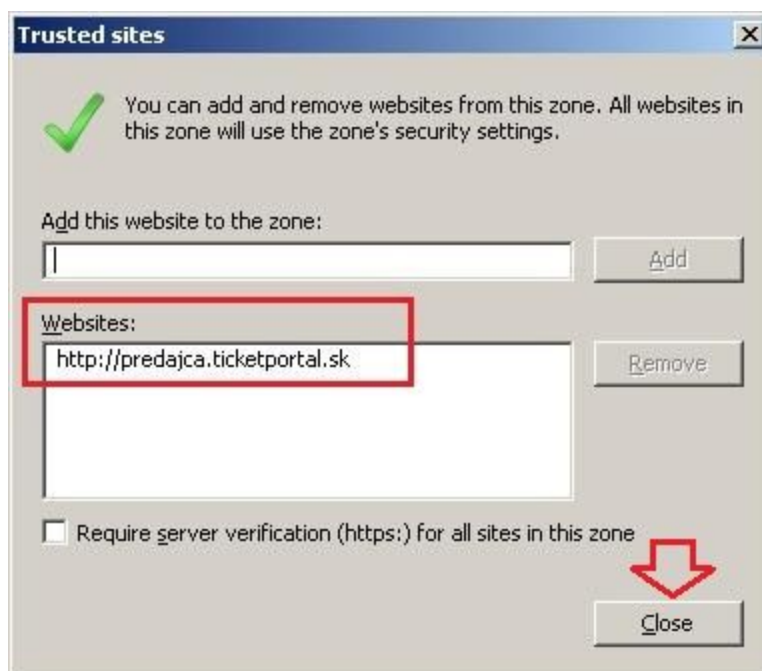 Trusted sites
You can add and remove websites from this zone. All websites in
this zone will use the zone's security settings.
Add this website to the zone:
Add
Websites:
http://predajca.ticketportal.sk
Remove
Require server verification (https:) for all sites in this zone
Close